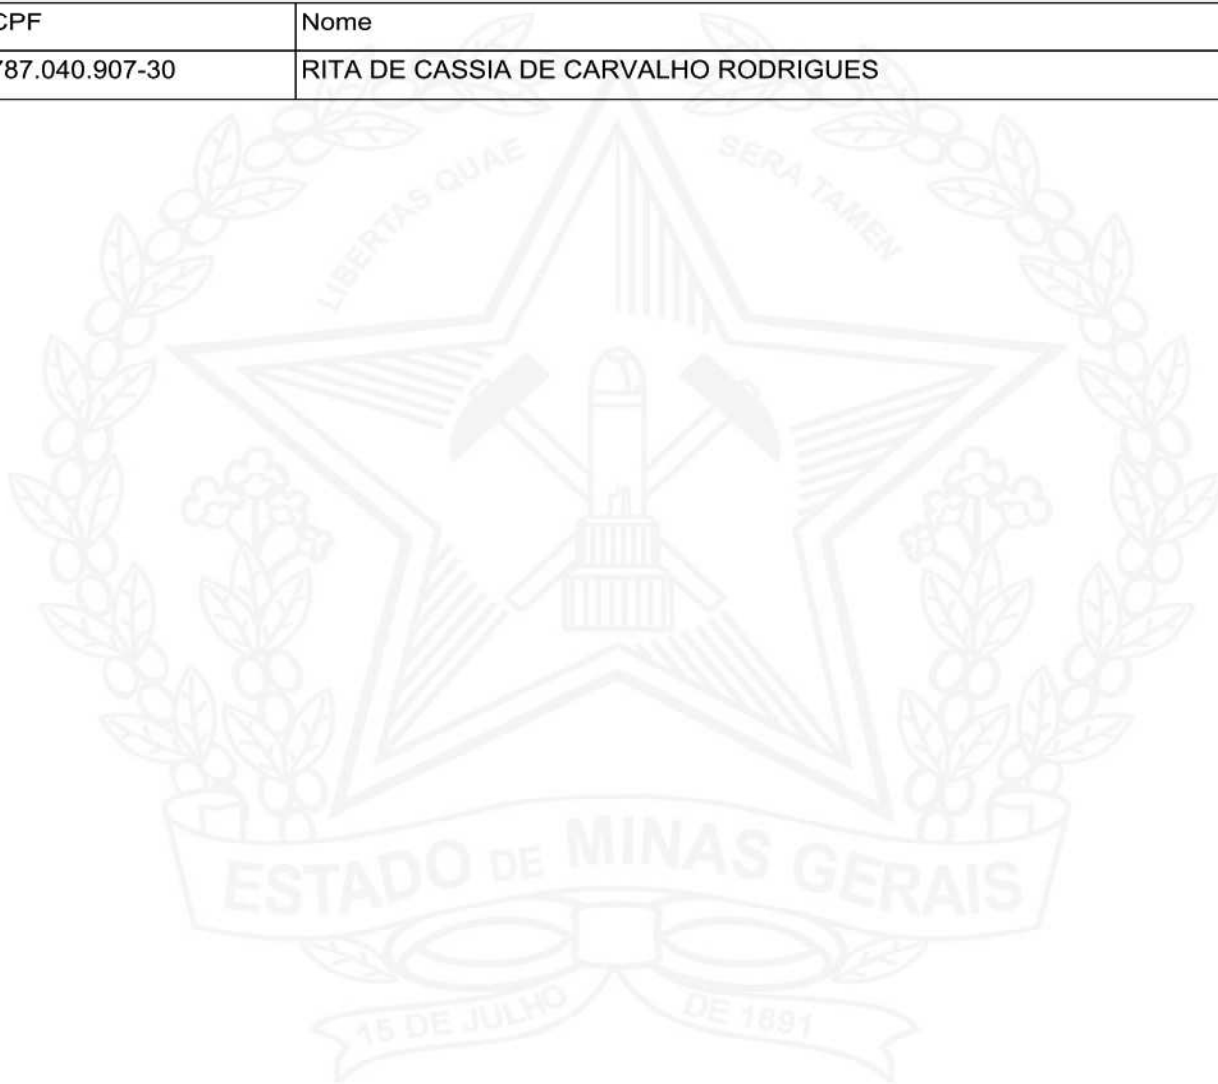 CPF Nome
787.040.907-30 RITA DE CASSIA DE CARVALHO RODRIGUES
LIBERTAS QUAE SERA TAMEN
ESTADO DE MINAS GERAIS
15 DE JULHO DE 1891